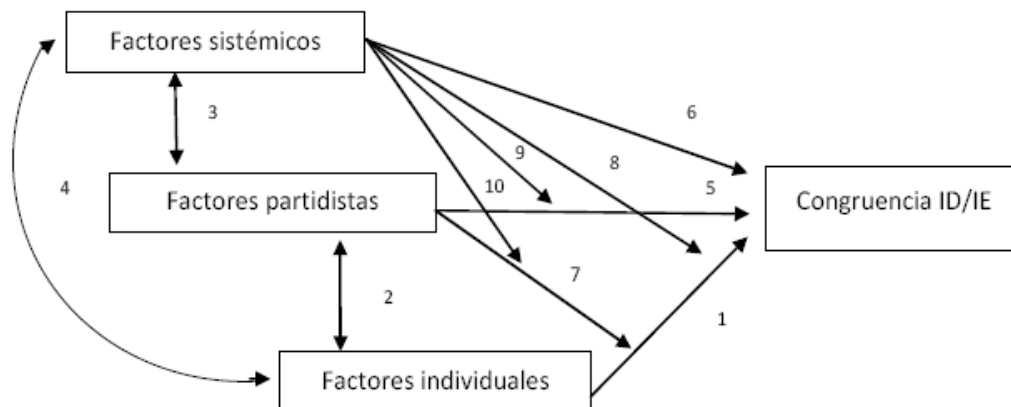 Factores sistémicos
3
6
9
8
4
10
5
Factores partidistas
Congruencia ID/IE
7
2
1
Factores individuales